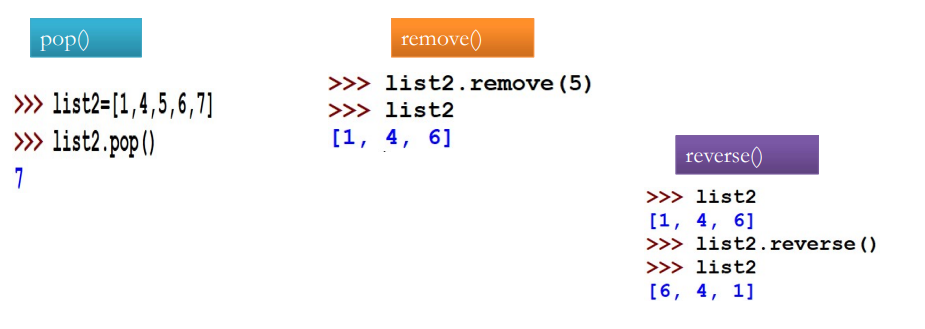 pop()
>>> list2=[1,4,5,6,7]
>>> list2.pop()
7
remove()
>>> list2.remove(5)
>>> list2
[1, 4, 6]
reverse()
>>> list2
[1, 4, 6]
>>> list2.reverse()
>>> list2
[6, 4, 1]